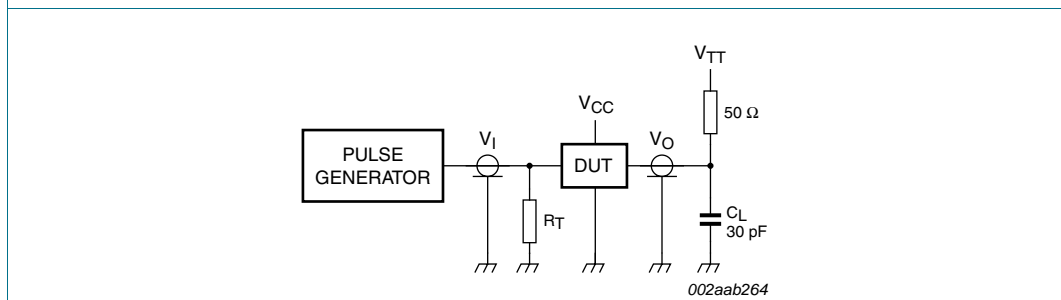 V_TT
50 Ω
V_CC
V_I
V_O
PULSE
GENERATOR
DUT
R_T
C_L
30 pF
002aab264